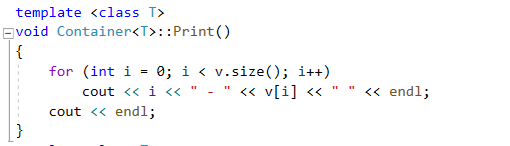 template <class T>
void Container<T>::Print()
{
    for (int i = 0; i < v.size(); i++)
        cout << i << " - " << v[i] << " " << endl;
    cout << endl;
}